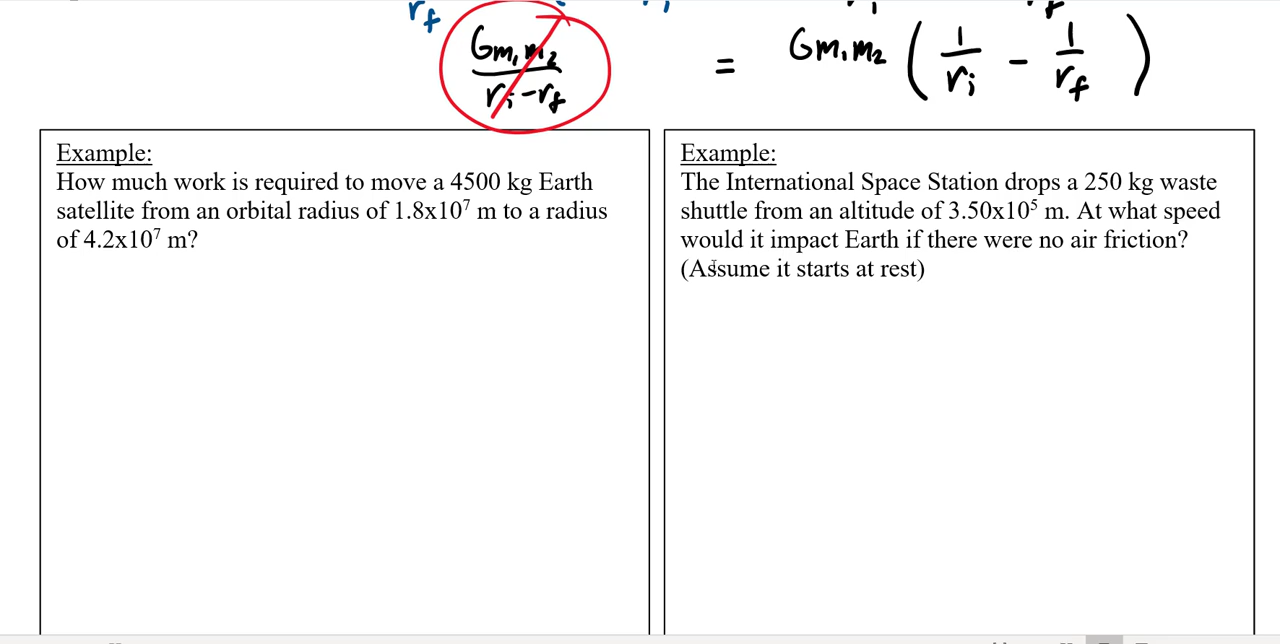 r_f
Gm₁m₂ / (rᵢ - r_f) = Gm₁m₂ (1/rᵢ - 1/r_f)
Example:
How much work is required to move a 4500 kg Earth
satellite from an orbital radius of 1.8x10⁷ m to a radius
of 4.2x10⁷ m?
Example:
The International Space Station drops a 250 kg waste
shuttle from an altitude of 3.50x10⁵ m. At what speed
would it impact Earth if there were no air friction?
(Assume it starts at rest)